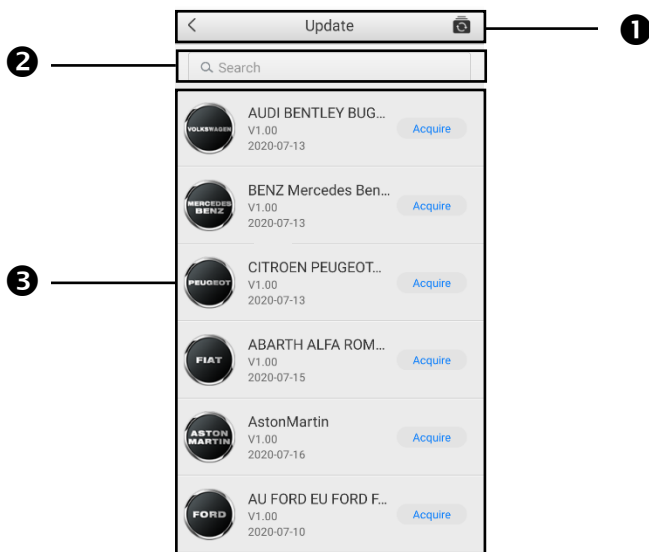 Update
❶
❷
Search
VOLKSWAGEN
AUDI BENTLEY BUG...
V1.00
2020-07-13
Acquire
MERCEDES
BENZ
BENZ Mercedes Ben...
V1.00
2020-07-13
Acquire
❸
PEUGEOT
CITROEN PEUGEOT...
V1.00
2020-07-13
Acquire
FIAT
ABARTH ALFA ROM...
V1.00
2020-07-15
Acquire
ASTON
MARTIN
AstonMartin
V1.00
2020-07-16
Acquire
FORD
AU FORD EU FORD F...
V1.00
2020-07-10
Acquire